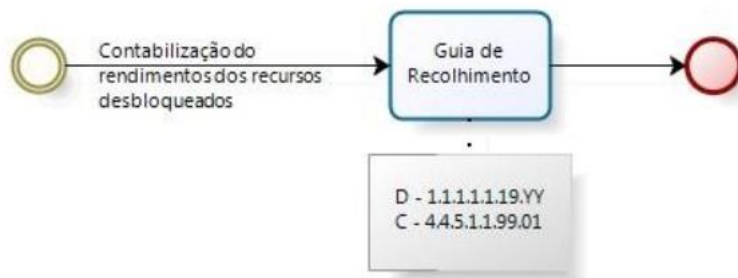 Contabilização do
rendimentos dos recursos
desbloqueados
Guia de
Recolhimento
D - 1.1.1.1.1.19.YY
C - 4.4.5.1.1.99.01